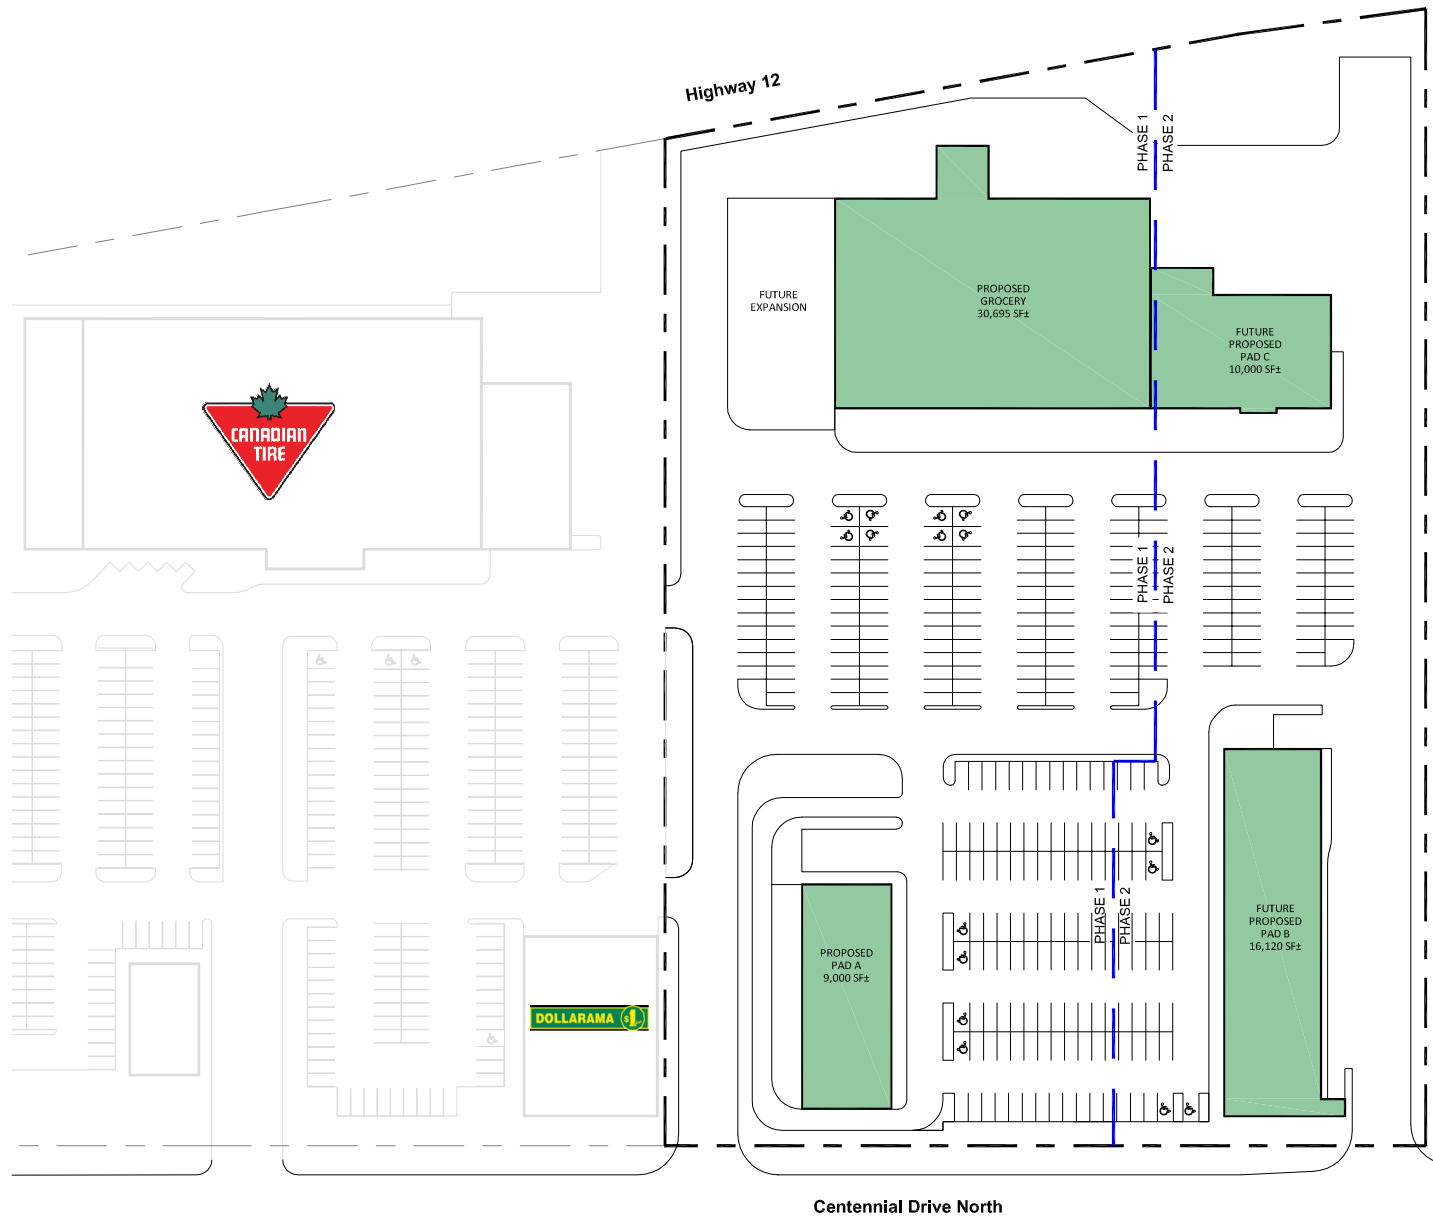 Highway 12
PHASE 1
PHASE 2
PROPOSED
GROCERY
30,695 SF±
FUTURE
EXPANSION
FUTURE
PROPOSED
PAD C
10,000 SF±
CANADIAN
TIRE
PHASE 1
PHASE 2
PHASE 1
PHASE 2
FUTURE
PROPOSED
PAD B
16,120 SF±
PROPOSED
PAD A
9,000 SF±
DOLLARAMA $1
Centennial Drive North